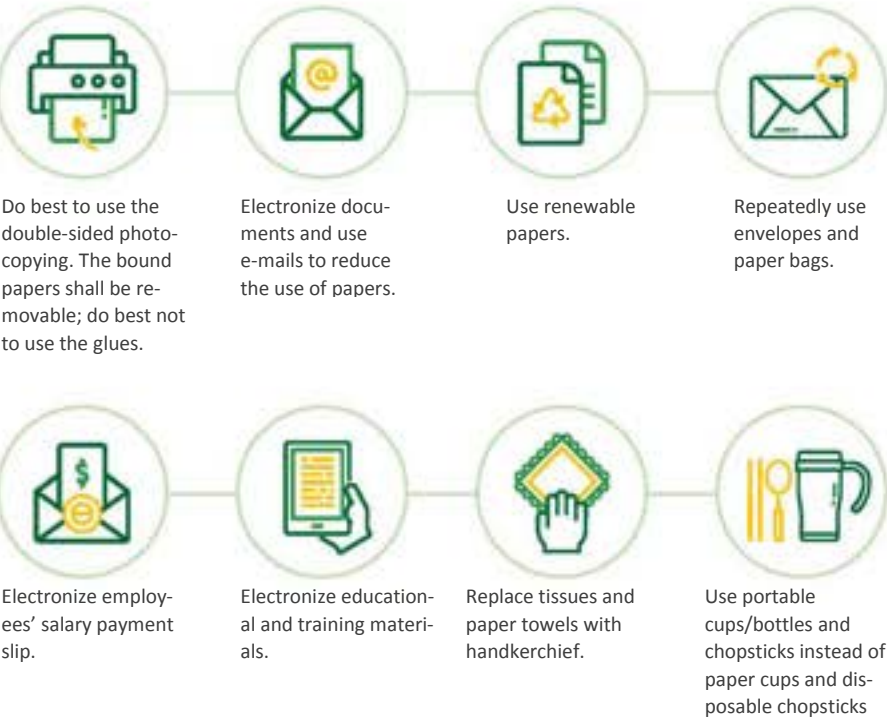 Do best to use the
double-sided photo-
copying. The bound
papers shall be re-
movable; do best not
to use the glues.
Electronize docu-
ments and use
e-mails to reduce
the use of papers.
Use renewable
papers.
Repeatedly use
envelopes and
paper bags.
Electronize employ-
ees' salary payment
slip.
Electronize education-
al and training materi-
als.
Replace tissues and
paper towels with
handkerchief.
Use portable
cups/bottles and
chopsticks instead of
paper cups and dis-
posable chopsticks